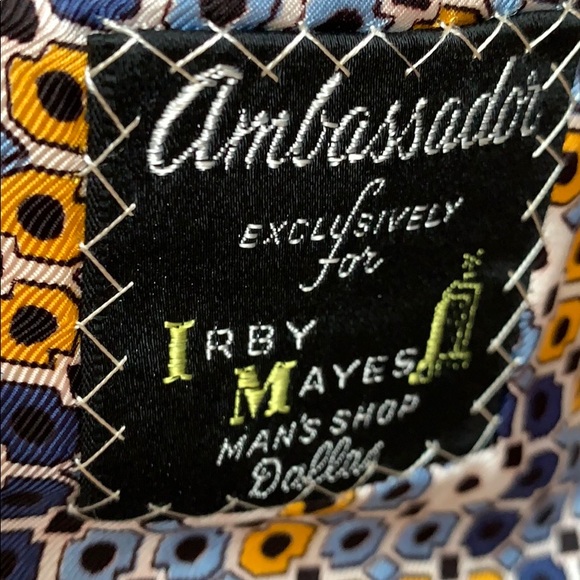 Ambassador
EXCLUSIVELY
for
IRBY
MAYES
MAN'S SHOP
Dallas